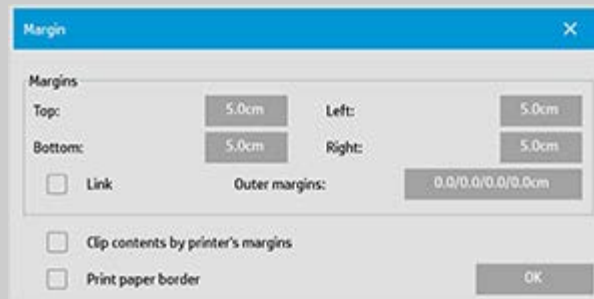 Margin
Margins
Top: 5.0cm Left: 5.0cm
Bottom: 5.0cm Right: 5.0cm
Link Outer margins: 0.0/0.0/0.0/0.0cm
Clip contents by printer's margins
Print paper border OK